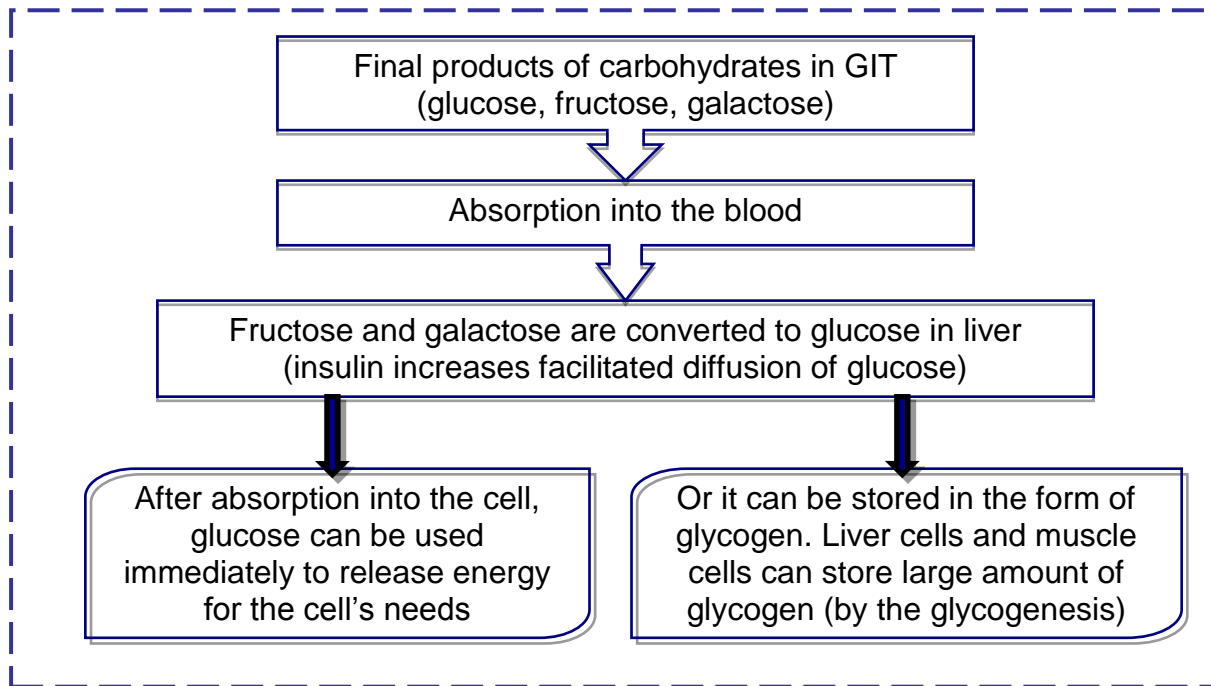 Final products of carbohydrates in GIT
(glucose, fructose, galactose)
Absorption into the blood
Fructose and galactose are converted to glucose in liver
(insulin increases facilitated diffusion of glucose)
After absorption into the cell,
glucose can be used
immediately to release energy
for the cell’s needs
Or it can be stored in the form of
glycogen. Liver cells and muscle
cells can store large amount of
glycogen (by the glycogenesis)